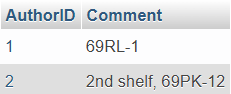 AuthorID Comment
1 69RL-1
2 2nd shelf, 69PK-12